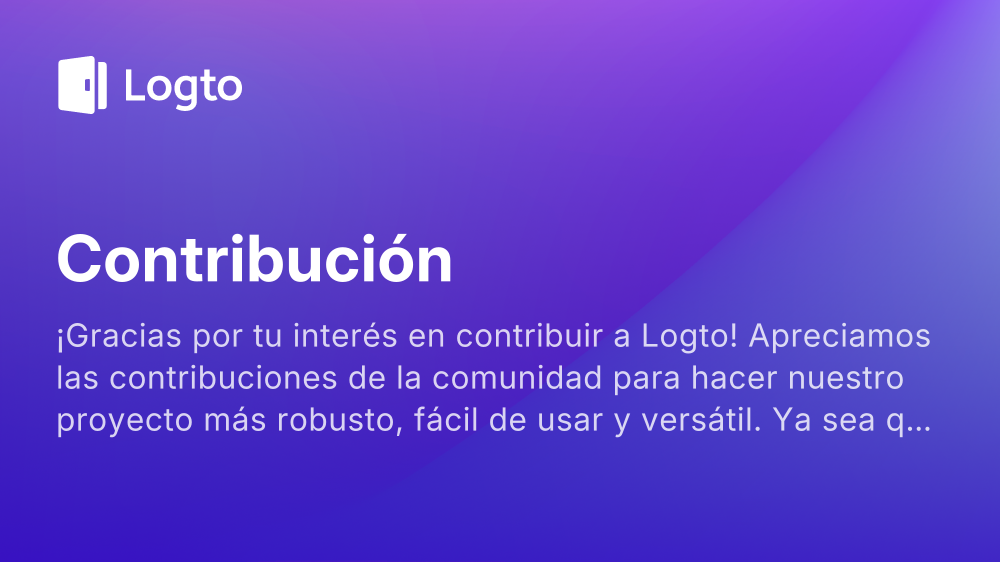 Logto
Contribución
¡Gracias por tu interés en contribuir a Logto! Apreciamos
las contribuciones de la comunidad para hacer nuestro
proyecto más robusto, fácil de usar y versátil. Ya sea q...